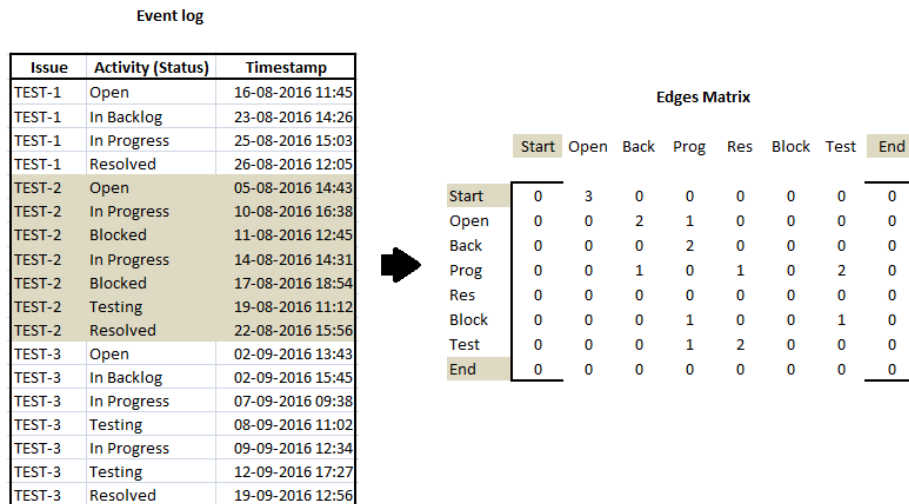 Event log
Issue Activity (Status) Timestamp
TEST-1 Open 16-08-2016 11:45
TEST-1 In Backlog 23-08-2016 14:26
TEST-1 In Progress 25-08-2016 15:03
TEST-1 Resolved 26-08-2016 12:05
TEST-2 Open 05-08-2016 14:43
TEST-2 In Progress 10-08-2016 16:38
TEST-2 Blocked 11-08-2016 12:45
TEST-2 In Progress 14-08-2016 14:31
TEST-2 Blocked 17-08-2016 18:54
TEST-2 Testing 19-08-2016 11:12
TEST-2 Resolved 22-08-2016 15:56
TEST-3 Open 02-09-2016 13:43
TEST-3 In Backlog 02-09-2016 15:45
TEST-3 In Progress 07-09-2016 09:38
TEST-3 Testing 08-09-2016 11:02
TEST-3 In Progress 09-09-2016 12:34
TEST-3 Testing 12-09-2016 17:27
TEST-3 Resolved 19-09-2016 12:56
Edges Matrix
Start Open Back Prog Res Block Test End
Start 0 3 0 0 0 0 0 0
Open 0 0 2 1 0 0 0 0
Back 0 0 0 2 0 0 0 0
Prog 0 0 1 0 1 0 2 0
Res 0 0 0 0 0 0 0 0
Block 0 0 0 1 0 0 1 0
Test 0 0 0 1 2 0 0 0
End 0 0 0 0 0 0 0 0